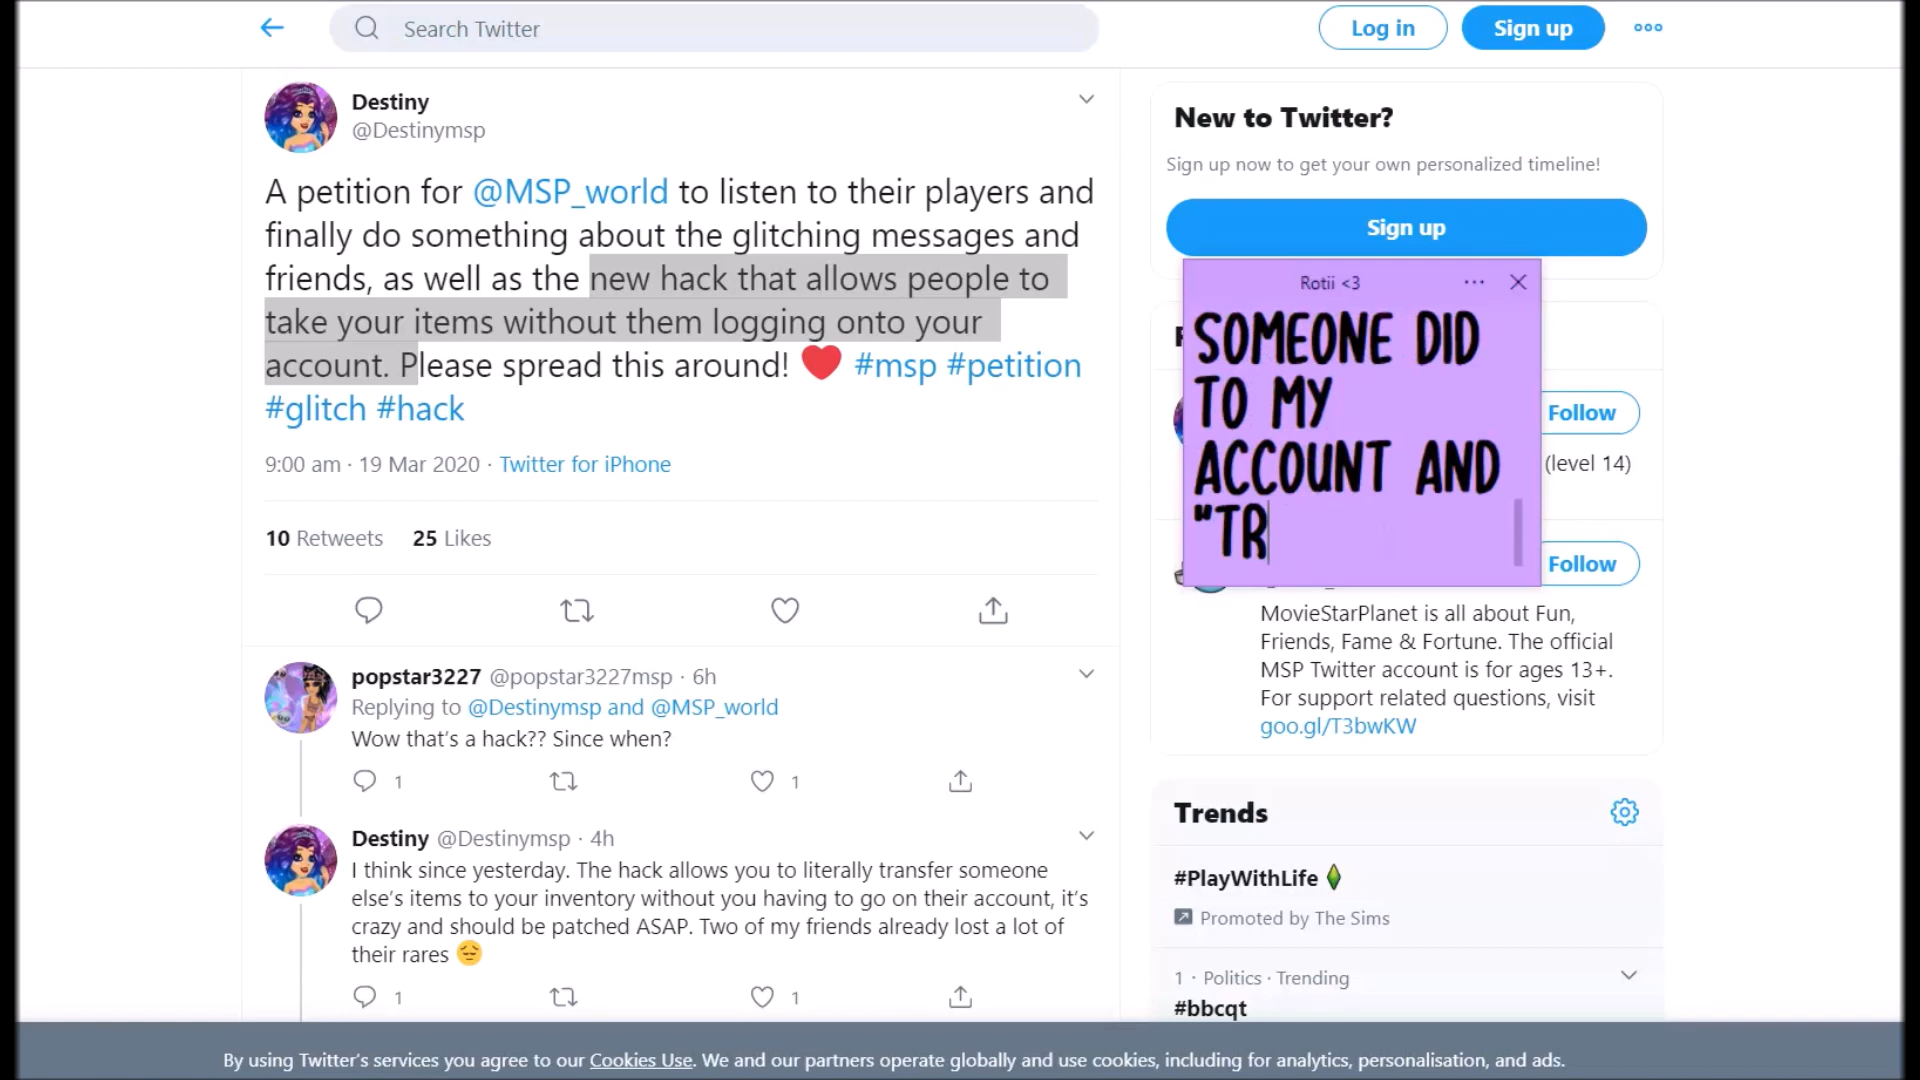 Search Twitter
Log in
Sign up
Destiny
@Destinymsp
A petition for @MSP_world to listen to their players and
finally do something about the glitching messages and
friends, as well as the new hack that allows people to
take your items without them logging onto your
account. Please spread this around! ❤️ #msp #petition
#glitch #hack
9:00 am · 19 Mar 2020 · Twitter for iPhone
10 Retweets 25 Likes
popstar3227 @popstar3227msp · 6h
Replying to @Destinymsp and @MSP_world
Wow that's a hack?? Since when?
1
1
Destiny @Destinymsp · 4h
I think since yesterday. The hack allows you to literally transfer someone
else's items to your inventory without you having to go on their account, it's
crazy and should be patched ASAP. Two of my friends already lost a lot of
their rares 😔
1
1
New to Twitter?
Sign up now to get your own personalized timeline!
Sign up
Rotii <3
SOMEONE DID
TO MY
ACCOUNT AND
"TR
Follow
(level 14)
Follow
MovieStarPlanet is all about Fun,
Friends, Fame & Fortune. The official
MSP Twitter account is for ages 13+.
For support related questions, visit
goo.gl/T3bwKW
Trends
#PlayWithLife
Promoted by The Sims
1 · Politics · Trending
#bbcqt
By using Twitter's services you agree to our Cookies Use. We and our partners operate globally and use cookies, including for analytics, personalisation, and ads.